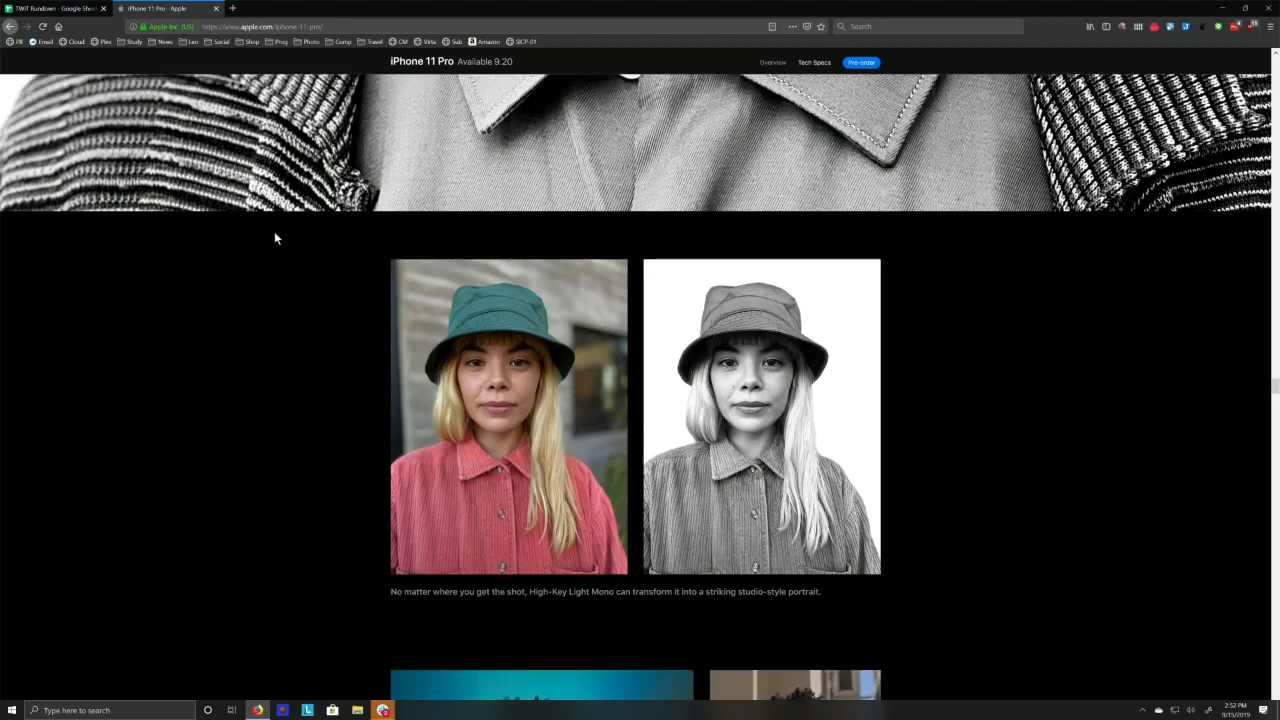 TWiT Rundown - Google Sheet
iPhone 11 Pro - Apple
Apple Inc. (US)
https://www.apple.com/iphone-11-pro/
Search
PB
Email
Cloud
Plex
Study
News
Leo
Social
Shop
Prog
Photo
Comp
Travel
CM
Virta
Sub
Amazon
SICP-01
iPhone 11 Pro Available 9.20
Overview
Tech Specs
Pre-order
No matter where you get the shot, High-Key Light Mono can transform it into a striking studio-style portrait.
Type here to search
2:52 PM
9/15/2019